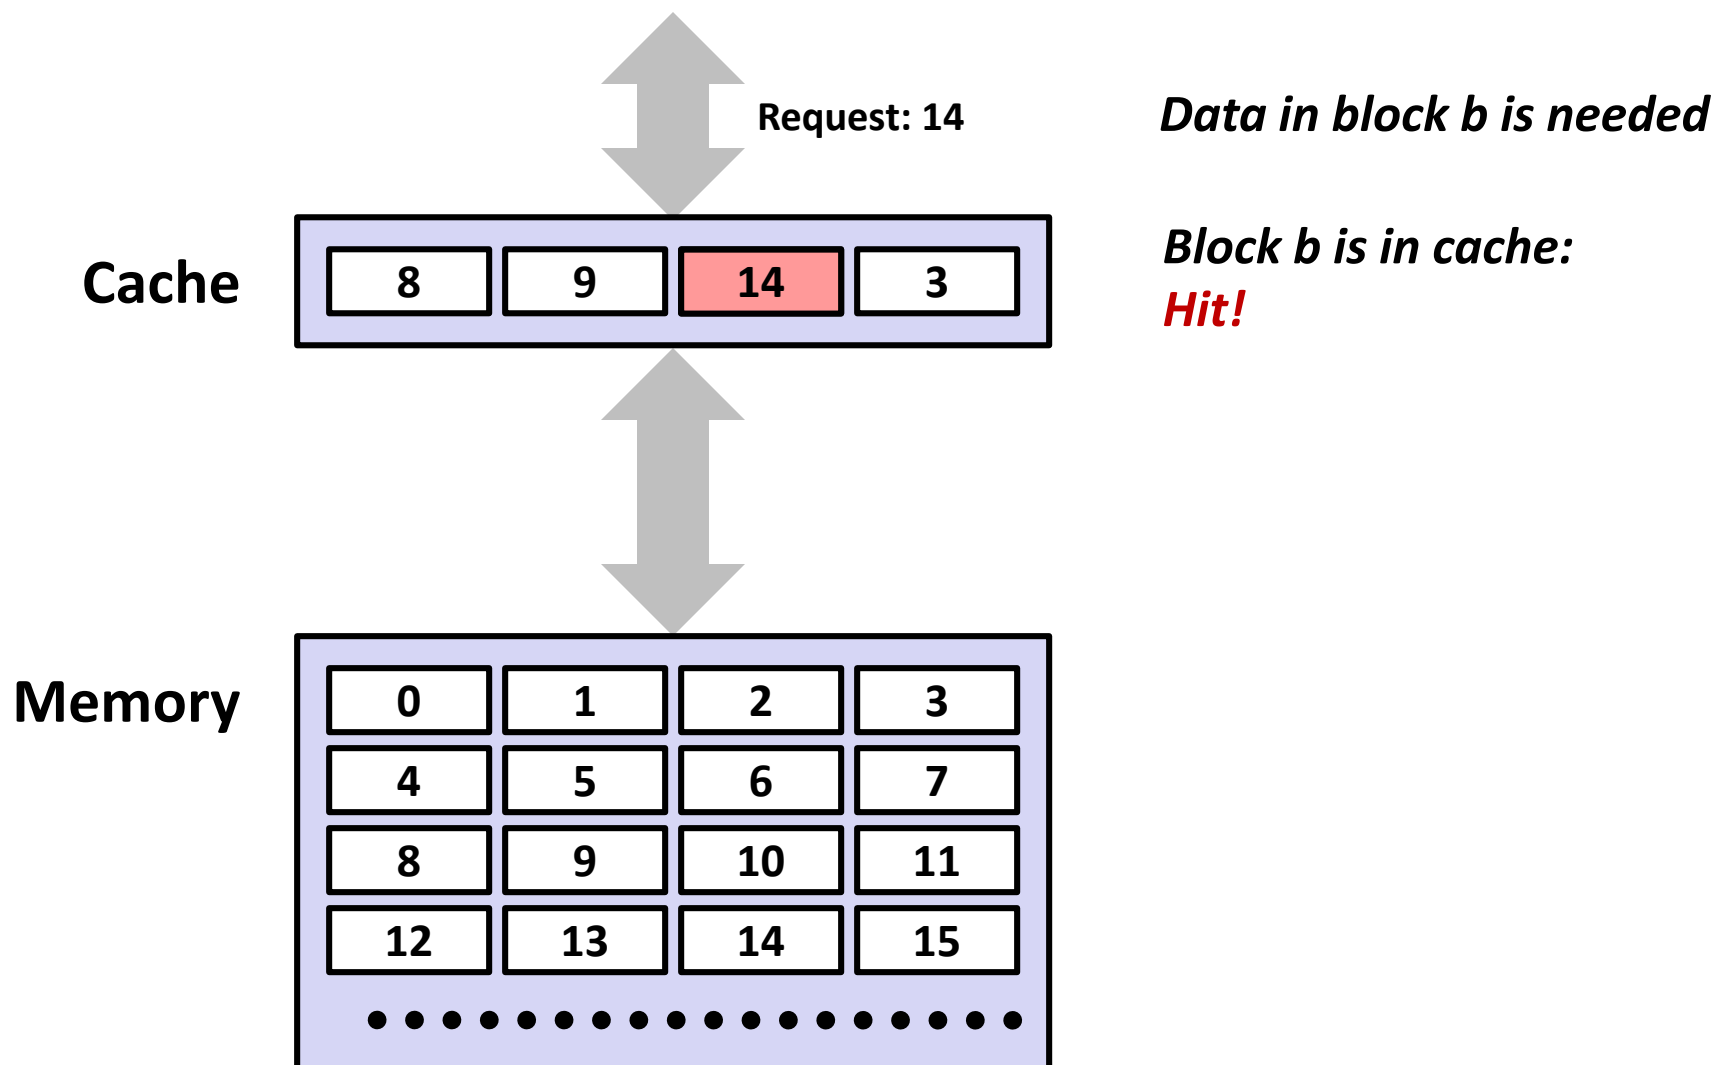 Request: 14
Data in block b is needed
Cache
8 9 14 3
Block b is in cache:
Hit!
Memory
0 1 2 3
4 5 6 7
8 9 10 11
12 13 14 15